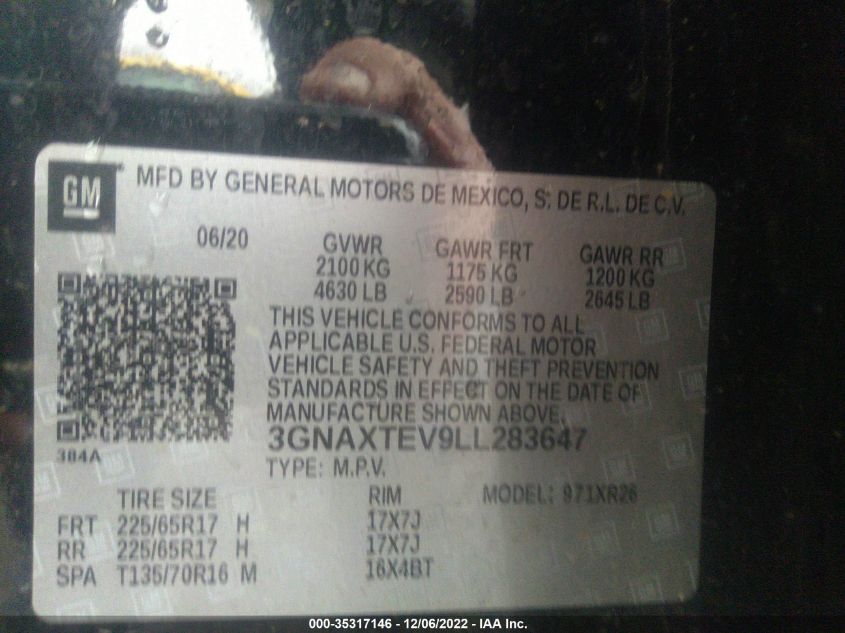 GM
MFD BY GENERAL MOTORS DE MEXICO, S. DE R.L. DE C.V.
06/20 GVWR GAWR FRT GAWR RR
2100 KG 1175 KG 1200 KG
4630 LB 2590 LB 2645 LB
THIS VEHICLE CONFORMS TO ALL
APPLICABLE U.S. FEDERAL MOTOR
VEHICLE SAFETY AND THEFT PREVENTION
STANDARDS IN EFFECT ON THE DATE OF
MANUFACTURE SHOWN ABOVE.
3GNAXTEV9LL283647
384A
TYPE: M.P.V.
TIRE SIZE RIM MODEL: 971XR26
FRT 225/65R17 H 17X7J
RR 225/65R17 H 17X7J
SPA T135/70R16 M 16X4BT
000-35317146 - 12/06/2022 - IAA Inc.